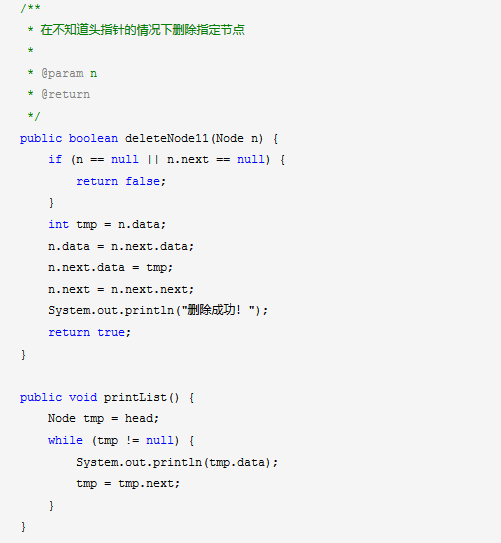 /**
 * 在不知道头指针的情况下删除指定节点
 *
 * @param n
 * @return
 */
public boolean deleteNode11(Node n) {
    if (n == null || n.next == null) {
        return false;
    }
    int tmp = n.data;
    n.data = n.next.data;
    n.next.data = tmp;
    n.next = n.next.next;
    System.out.println("删除成功！");
    return true;
}

public void printList() {
    Node tmp = head;
    while (tmp != null) {
        System.out.println(tmp.data);
        tmp = tmp.next;
    }
}